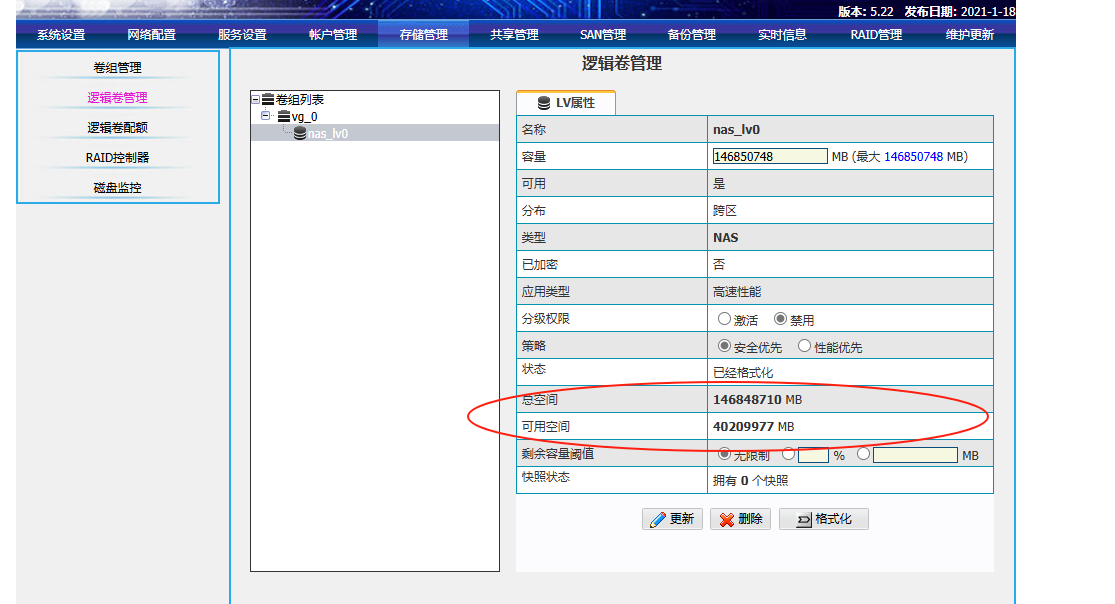 版本: 5.22 发布日期: 2021-1-18
系统设置 网络配置 服务设置 帐户管理 存储管理 共享管理 SAN管理 备份管理 实时信息 RAID管理 维护更新
卷组管理
逻辑卷管理
逻辑卷配额
RAID控制器
磁盘监控
逻辑卷管理
卷组列表
vg_0
nas_lv0
LV属性
名称 nas_lv0
容量 146850748 MB (最大 146850748 MB)
可用 是
分布 跨区
类型 NAS
已加密 否
应用类型 高速性能
分级权限 激活 禁用
策略 安全优先 性能优先
状态 已经格式化
总空间 146848710 MB
可用空间 40209977 MB
剩余容量阈值 无限制 % MB
快照状态 拥有 0 个快照
更新 删除 格式化